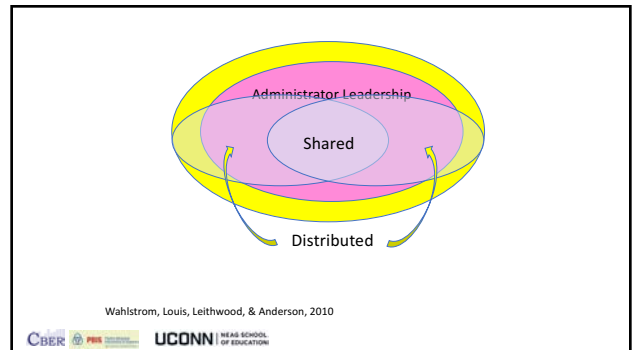 Administrator Leadership
Shared
Distributed
Wahlstrom, Louis, Leithwood, & Anderson, 2010
CBER PBIS UCONN NEAG SCHOOL
OF EDUCATION